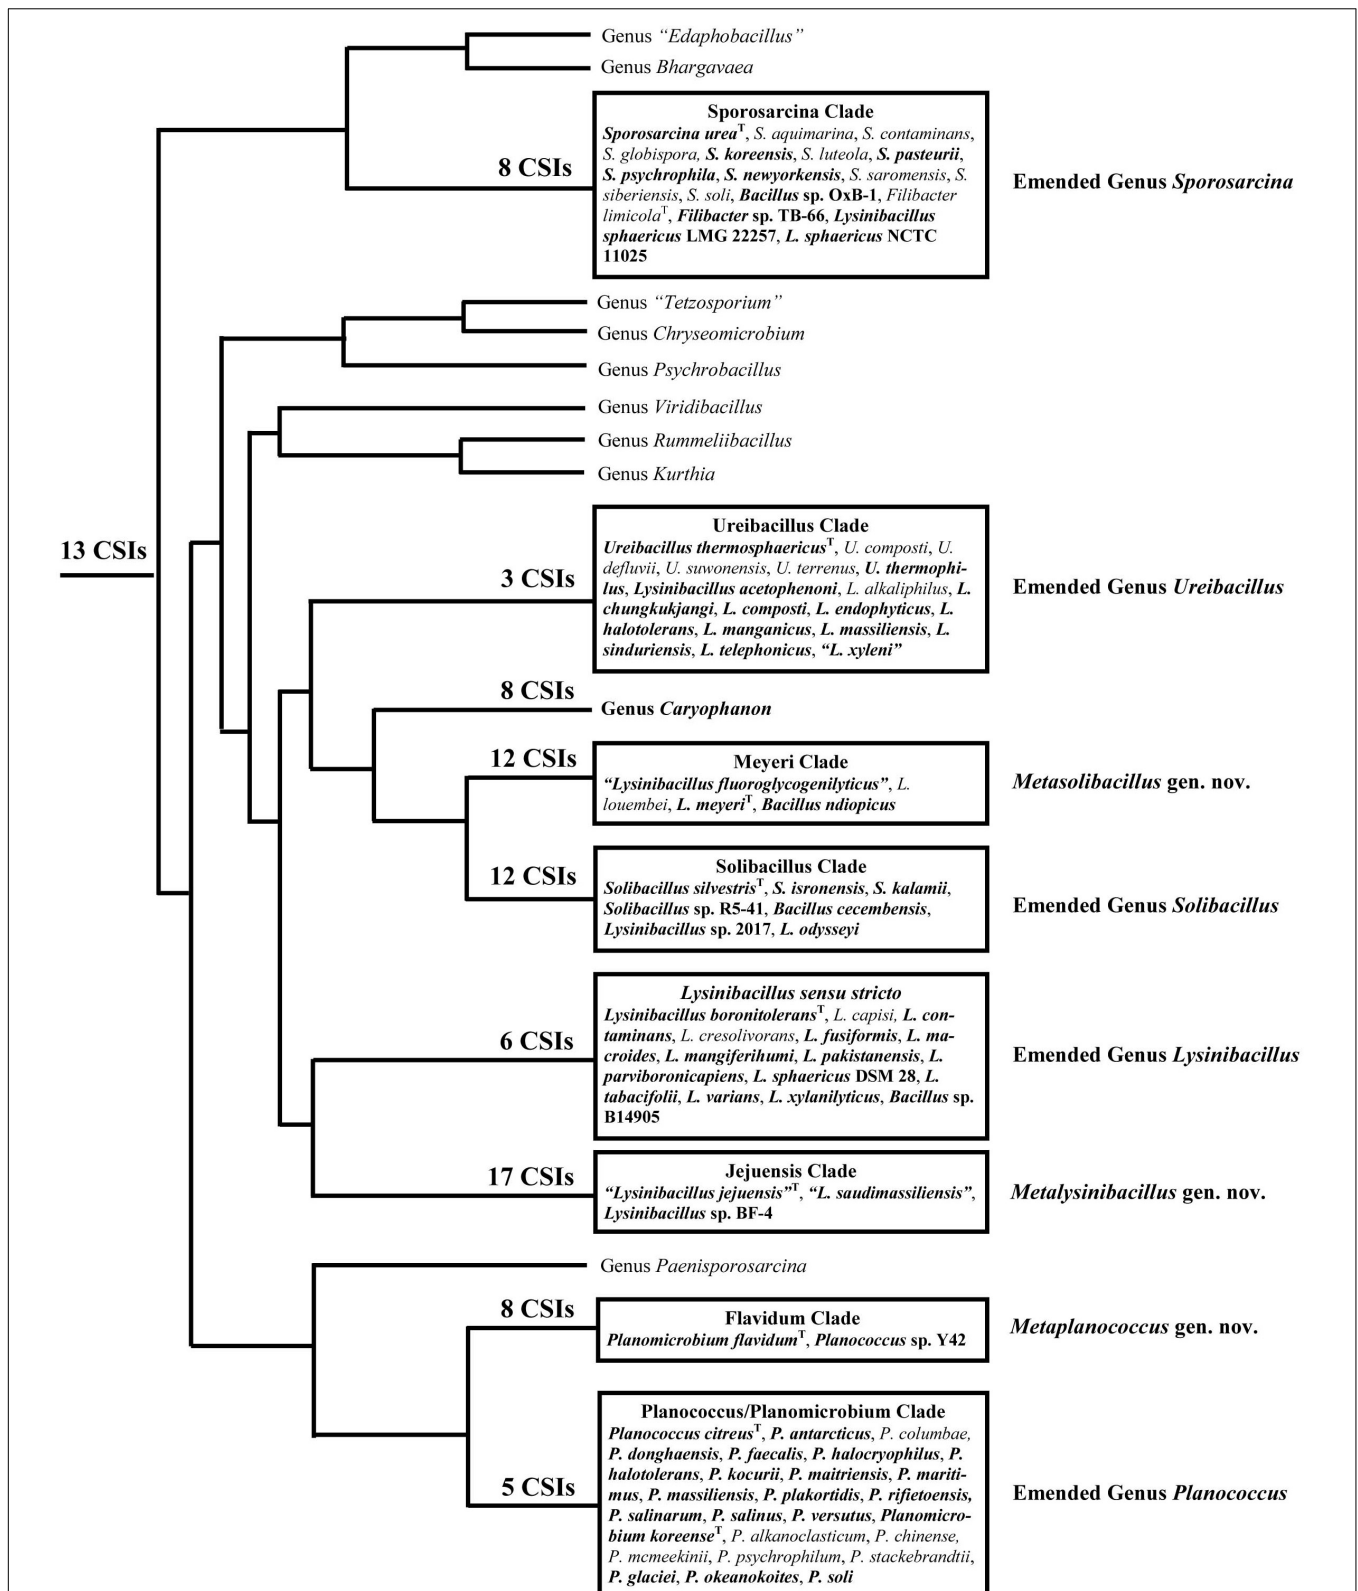 Genus “Edaphobacillus”
Genus Bhargavaea
Sporosarcina Clade
Sporosarcina ureaᵀ, S. aquimarina, S. contaminans,
S. globispora, S. koreensis, S. luteola, S. pasteurii,
S. psychrophila, S. newyorkensis, S. saromensis, S.
siberiensis, S. soli, Bacillus sp. OxB-1, Filibacter
limicolaᵀ, Filibacter sp. TB-66, Lysinibacillus
sphaericus LMG 22257, L. sphaericus NCTC
11025
8 CSIs
Emended Genus Sporosarcina
Genus “Tetzosporium”
Genus Chryseomicrobium
Genus Psychrobacillus
Genus Viridibacillus
Genus Rummeliibacillus
Genus Kurthia
13 CSIs
Ureibacillus Clade
Ureibacillus thermosphaericusᵀ, U. composti, U.
defluvii, U. suwonensis, U. terrenus, U. thermophi-
lus, Lysinibacillus acetophenoni, L. alkaliphilus, L.
chungkukjangi, L. composti, L. endophyticus, L.
halotolerans, L. manganicus, L. massiliensis, L.
sinduriensis, L. telephonicus, “L. xyleni”
3 CSIs
Emended Genus Ureibacillus
8 CSIs
Genus Caryophanon
12 CSIs
Meyeri Clade
“Lysinibacillus fluoroglycogenilyticus”, L.
louembei, L. meyeriᵀ, Bacillus ndiopicus
Metasolibacillus gen. nov.
12 CSIs
Solibacillus Clade
Solibacillus silvestrisᵀ, S. isronensis, S. kalamii,
Solibacillus sp. R5-41, Bacillus cecembensis,
Lysinibacillus sp. 2017, L. odysseyi
Emended Genus Solibacillus
Lysinibacillus sensu stricto
Lysinibacillus boronitoleransᵀ, L. capisi, L. con-
taminans, L. cresolivorans, L. fusiformis, L. ma-
croides, L. mangiferihumi, L. pakistanensis, L.
parviboronicapiens, L. sphaericus DSM 28, L.
tabacifolii, L. varians, L. xylanilyticus, Bacillus sp.
B14905
6 CSIs
Emended Genus Lysinibacillus
17 CSIs
Jejuensis Clade
“Lysinibacillus jejuensis”ᵀ, “L. saudimassiliensis”,
Lysinibacillus sp. BF-4
Metalysinibacillus gen. nov.
Genus Paenisporosarcina
8 CSIs
Flavidum Clade
Planomicrobium flavidumᵀ, Planococcus sp. Y42
Metaplanococcus gen. nov.
Planococcus/Planomicrobium Clade
Planococcus citreusᵀ, P. antarcticus, P. columbae,
P. donghaensis, P. faecalis, P. halocryophilus, P.
halotolerans, P. kocurii, P. maitriensis, P. mariti-
mus, P. massiliensis, P. plakortidis, P. rifietoensis,
P. salinarum, P. salinus, P. versutus, Planomicro-
bium koreenseᵀ, P. alkanoclasticum, P. chinense,
P. mcmeekinii, P. psychrophilum, P. stackebrandtii,
P. glaciei, P. okeanokoites, P. soli
5 CSIs
Emended Genus Planococcus